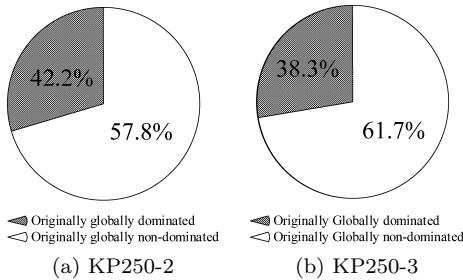 42.2%
57.8%
Originally globally dominated
Originally globally non-dominated
(a) KP250-2
38.3%
61.7%
Originally Globally dominated
Originally Globally non-dominated
(b) KP250-3